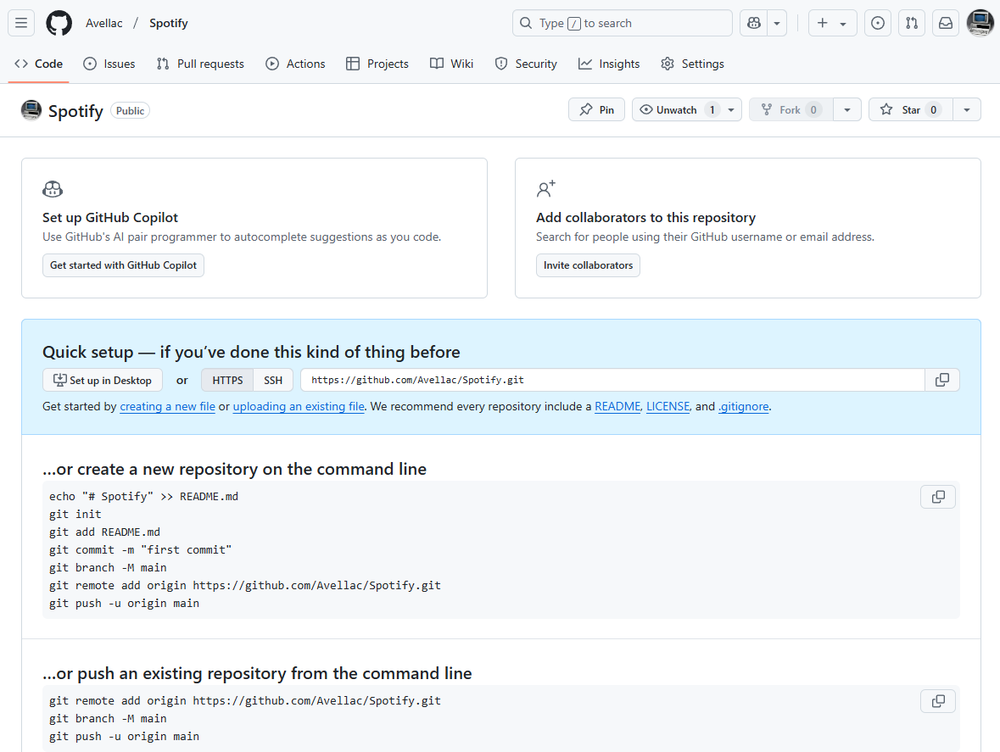 Avellac / Spotify
Type / to search
Code Issues Pull requests Actions Projects Wiki Security Insights Settings
Spotify Public
Pin Unwatch 1 Fork 0 Star 0
Set up GitHub Copilot
Use GitHub's AI pair programmer to autocomplete suggestions as you code.
Get started with GitHub Copilot
Add collaborators to this repository
Search for people using their GitHub username or email address.
Invite collaborators
Quick setup — if you’ve done this kind of thing before
Set up in Desktop or HTTPS SSH https://github.com/Avellac/Spotify.git
Get started by creating a new file or uploading an existing file. We recommend every repository include a README, LICENSE, and .gitignore.
…or create a new repository on the command line
echo "# Spotify" >> README.md
git init
git add README.md
git commit -m "first commit"
git branch -M main
git remote add origin https://github.com/Avellac/Spotify.git
git push -u origin main
…or push an existing repository from the command line
git remote add origin https://github.com/Avellac/Spotify.git
git branch -M main
git push -u origin main